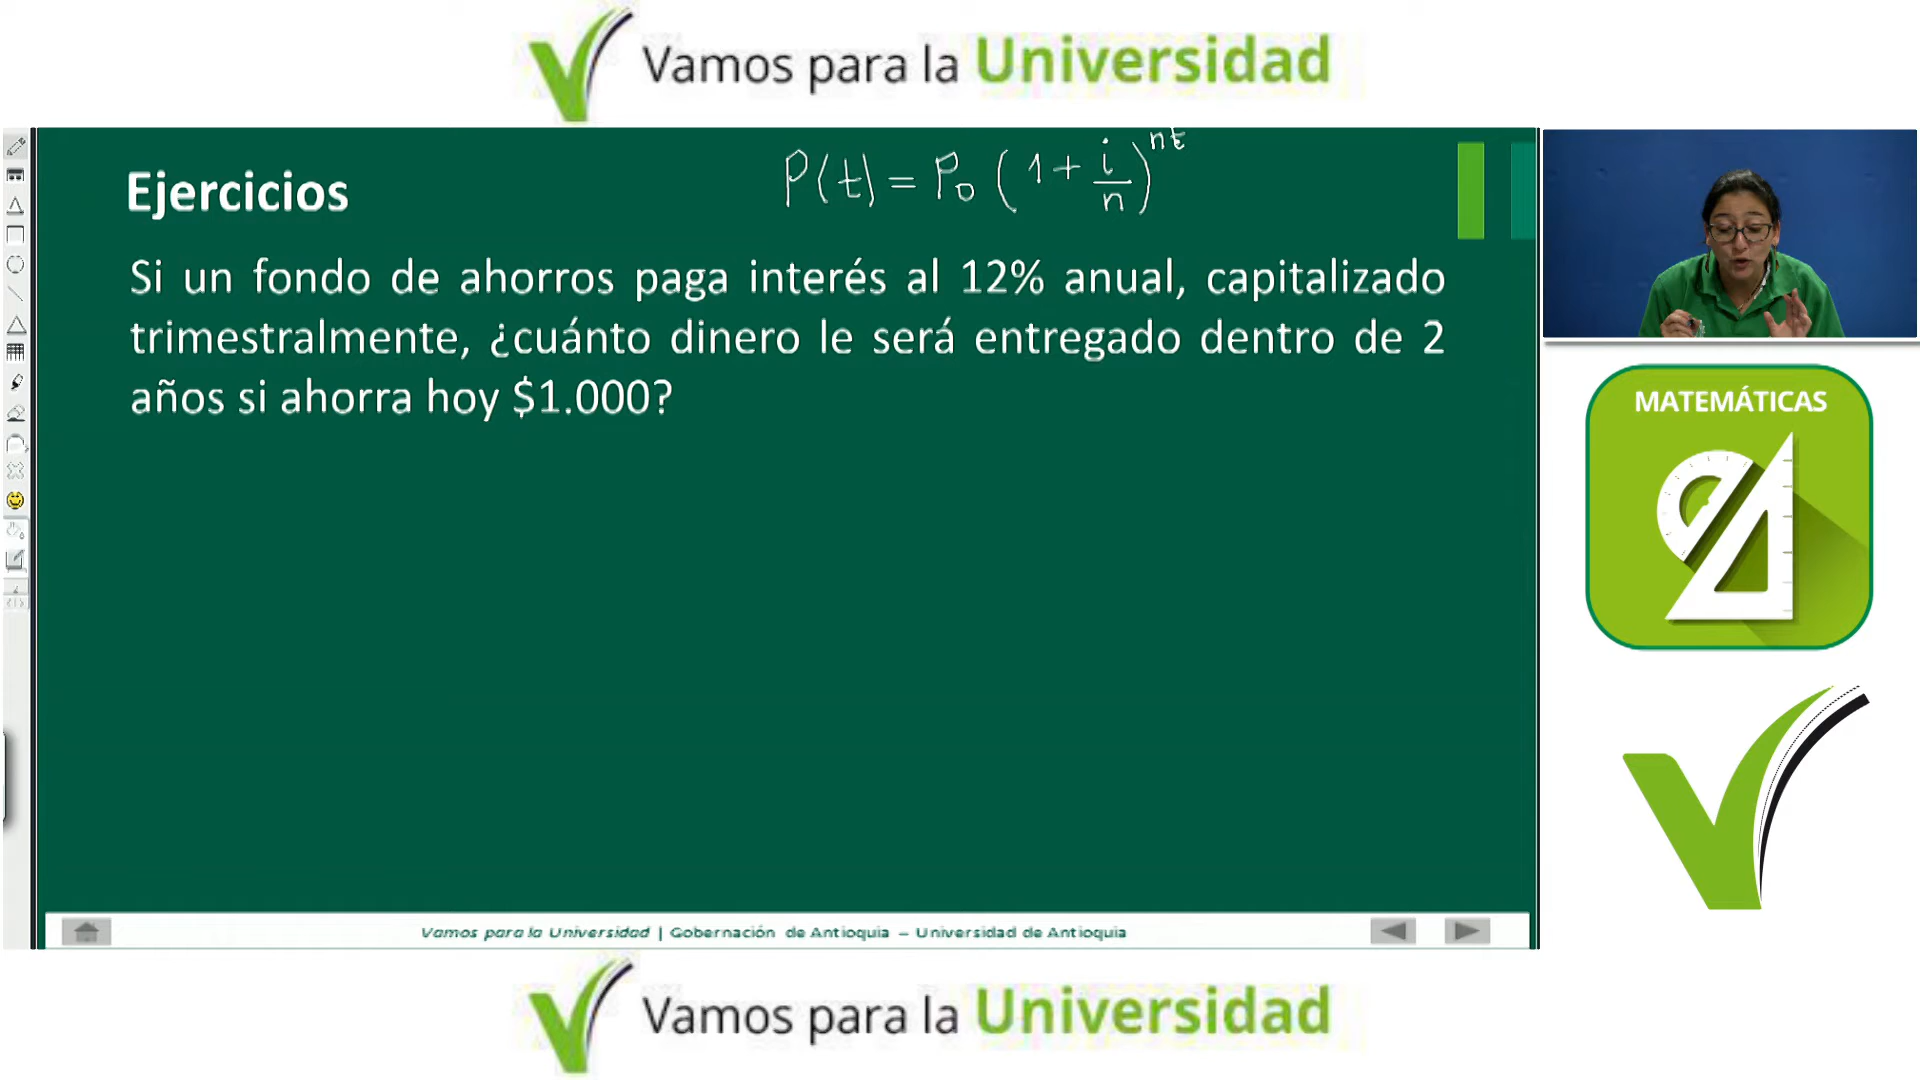 Vamos para la Universidad
P(t) = P₀ (1 + i/n)^nt
Ejercicios
Si un fondo de ahorros paga interés al 12% anual, capitalizado
trimestralmente, ¿cuánto dinero le será entregado dentro de 2
años si ahorra hoy $1.000?
MATEMÁTICAS
Vamos para la Universidad | Gobernación de Antioquia – Universidad de Antioquia
Vamos para la Universidad